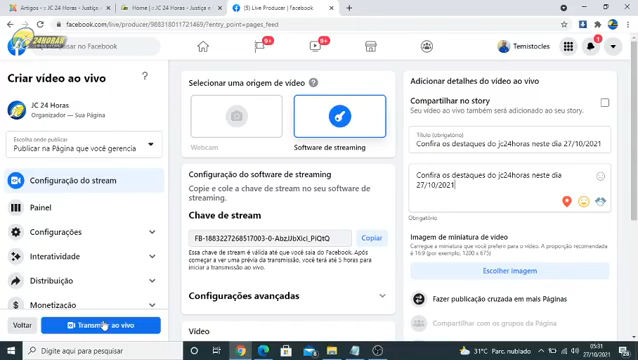 Artigos - :: JC 24 Horas - Justiça e
Home | :: JC 24 Horas - Justiça e
(5) Live Producer | Facebook
facebook.com/live/producer/988318011721469?entry_point=pages_feed
JC 24HORAS
no Facebook
9+
9+
Temistocles
1
Criar vídeo ao vivo
?
JC 24 Horas
Organizador — Sua Página
Escolha onde publicar
Publicar na Página que você gerencia
Configuração do stream
Painel
Configurações
Interatividade
Distribuição
Monetização
Voltar
Transmitir ao vivo
Selecionar uma origem de vídeo
Webcam
Software de streaming
Configuração do software de streaming
Copie e cole a chave de stream no seu software de
streaming.
Chave de stream
Copiar
Essa chave de stream é válida até que você saia do Facebook. Após
começar a ver uma prévia da transmissão, você terá até 5 horas para
iniciar a transmissão ao vivo.
Configurações avançadas
Vídeo
Adicionar detalhes do vídeo ao vivo
Compartilhar no story
Seu vídeo ao vivo também será adicionado ao seu story.
Título (obrigatório)
Confira os destaques do jc24horas neste dia 27/10/2021
Confira os destaques do jc24horas neste dia
27/10/2021
Obrigatório
Imagem de miniatura de vídeo
Carregue a miniatura que você prefere para o vídeo. A proporção recomendada
é 16:9 (por exemplo, 1200 x 675)
Escolher imagem
Fazer publicação cruzada em mais Páginas
Compartilhar com os grupos da Página
Digite aqui para pesquisar
31°C Parc. nublado
05:31
27/10/2021